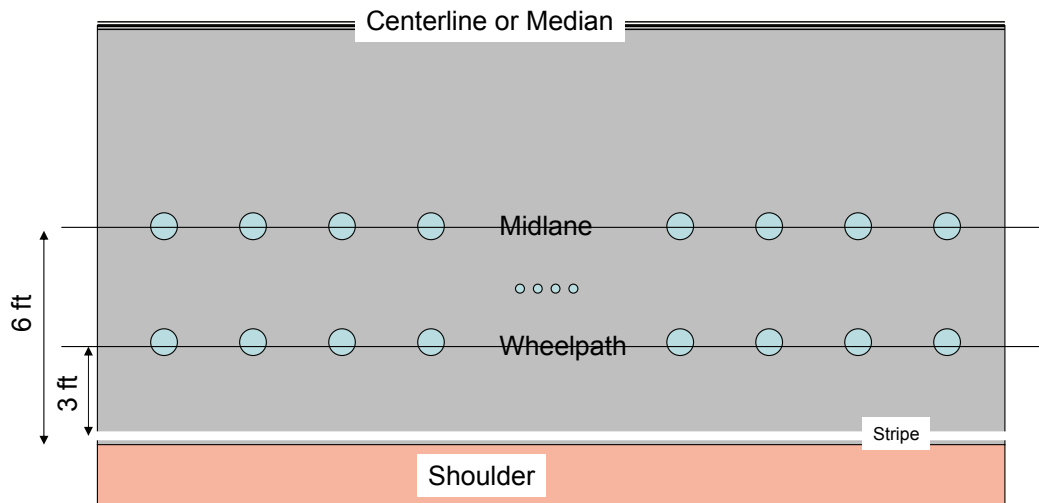 Centerline or Median
Midlane
6 ft
Wheelpath
3 ft
Stripe
Shoulder